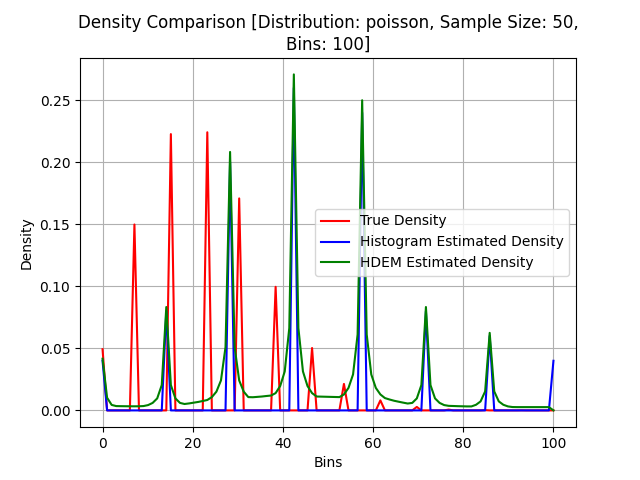 Density Comparison [Distribution: poisson, Sample Size: 50,
Bins: 100]
Density
0.25
0.20
0.15
0.10
0.05
0.00
True Density
Histogram Estimated Density
HDEM Estimated Density
0 20 40 60 80 100
Bins